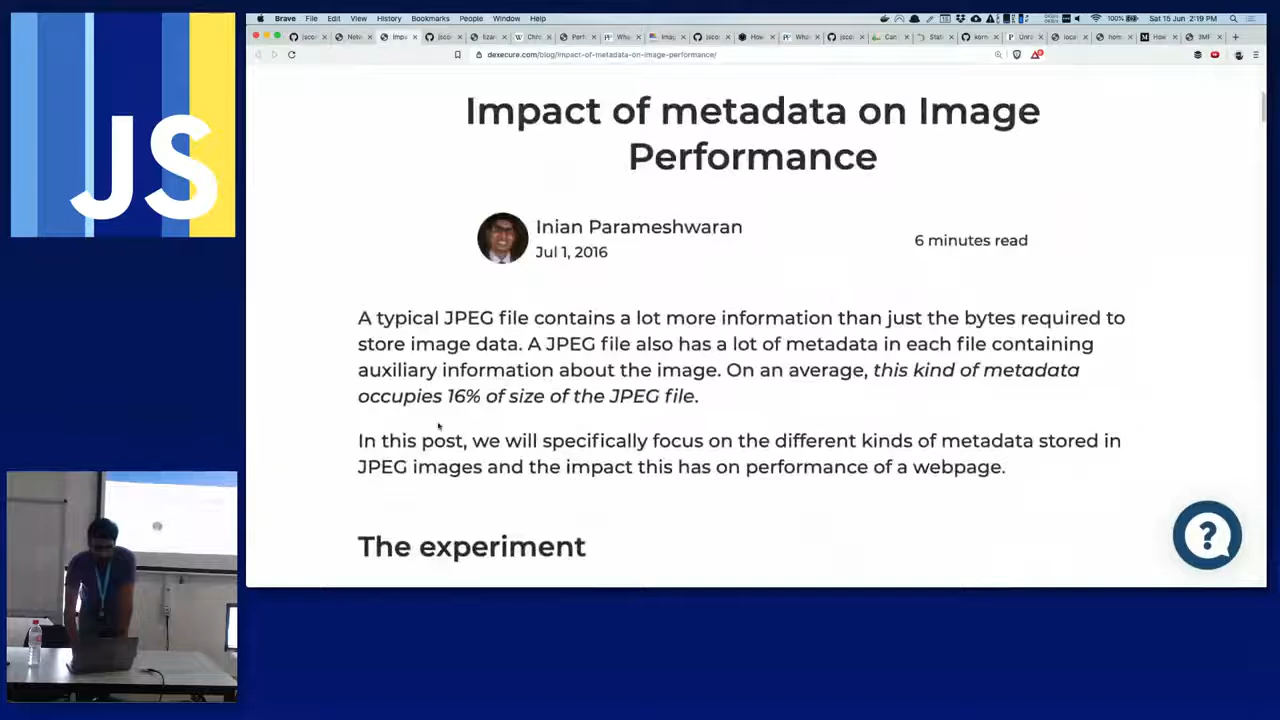 Brave File Edit View History Bookmarks People Window Help
100% Sat 15 Jun 2:19 PM
dexecure.com/blog/impact-of-metadata-on-image-performance/
JS
Impact of metadata on Image
Performance
Inian Parameshwaran
Jul 1, 2016
6 minutes read
A typical JPEG file contains a lot more information than just the bytes required to
store image data. A JPEG file also has a lot of metadata in each file containing
auxiliary information about the image. On an average, this kind of metadata
occupies 16% of size of the JPEG file.
In this post, we will specifically focus on the different kinds of metadata stored in
JPEG images and the impact this has on performance of a webpage.
The experiment
?